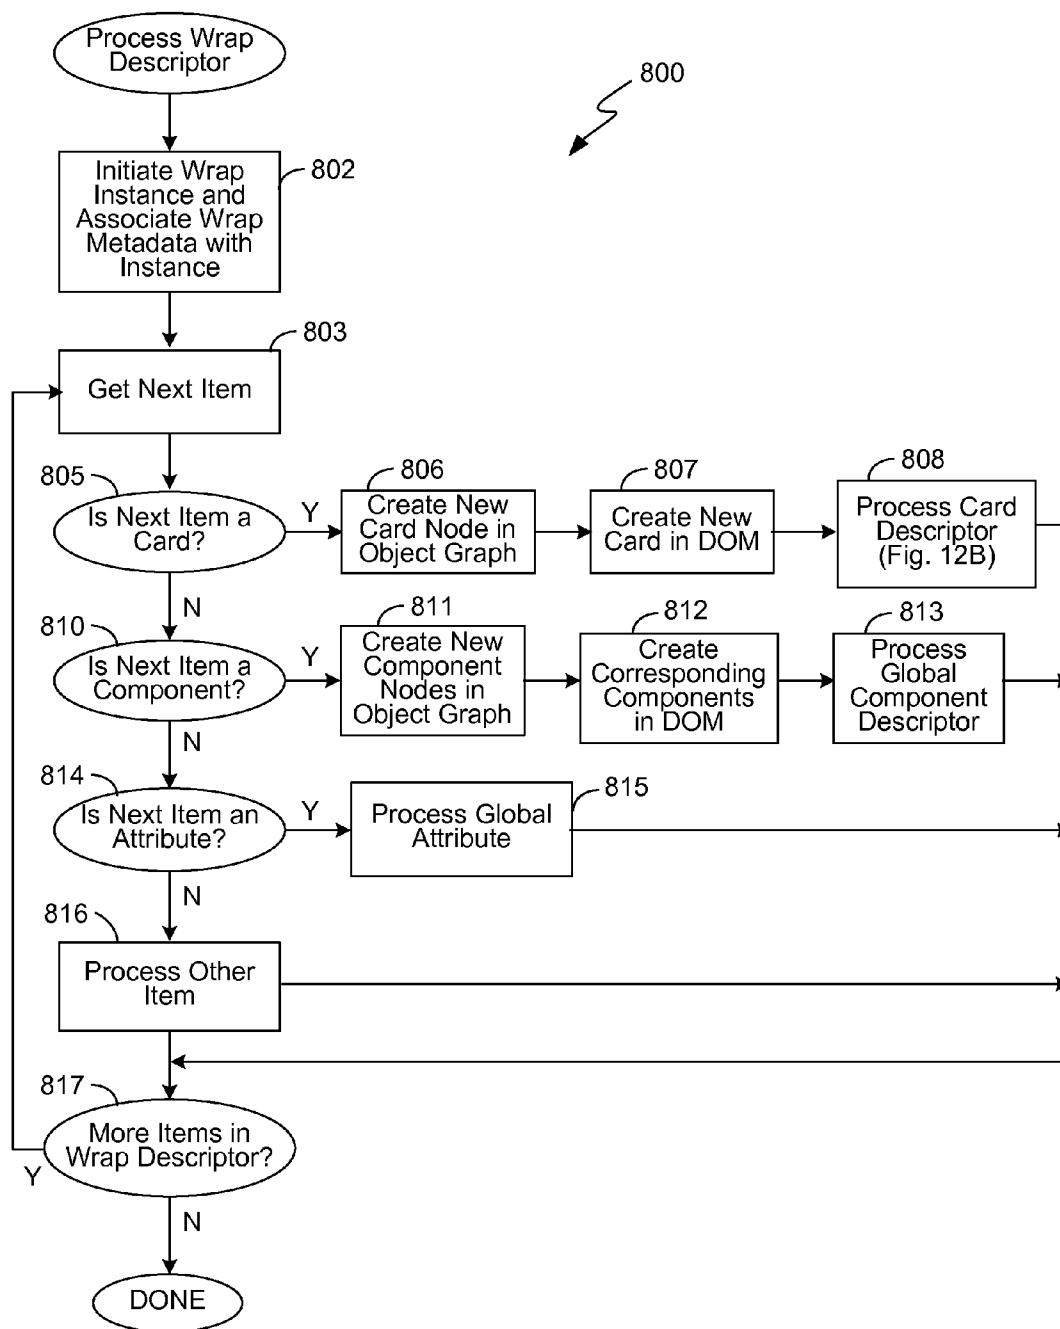 Process Wrap
Descriptor
800
Initiate Wrap
Instance and
Associate Wrap
Metadata with
Instance
802
803
Get Next Item
805
Is Next Item a
Card?
Y
806
Create New
Card Node in
Object Graph
807
Create New
Card in DOM
808
Process Card
Descriptor
(Fig. 12B)
N
810
Is Next Item a
Component?
Y
811
Create New
Component
Nodes in
Object Graph
812
Create
Corresponding
Components
in DOM
813
Process
Global
Component
Descriptor
N
814
Is Next Item an
Attribute?
Y
815
Process Global
Attribute
N
816
Process Other
Item
817
More Items in
Wrap Descriptor?
Y
N
DONE